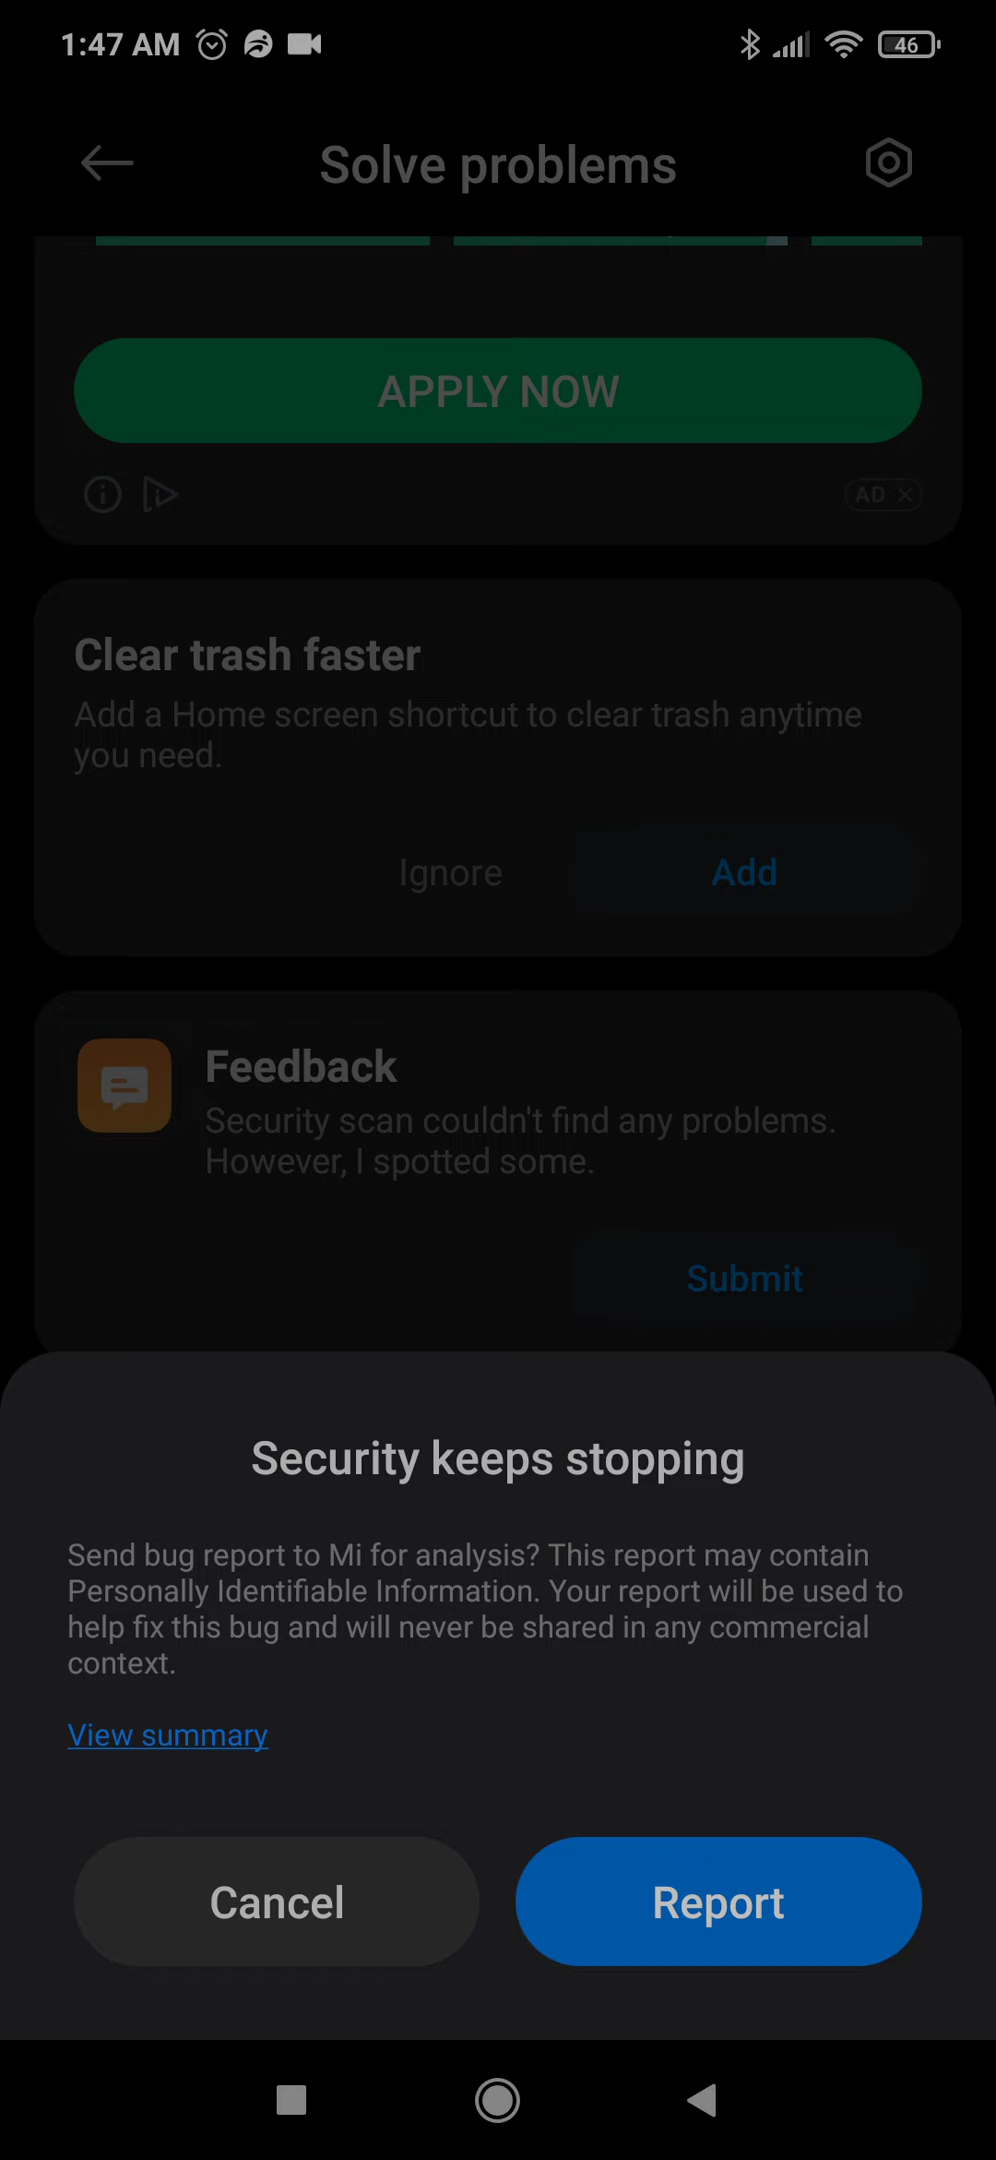 1:47 AM
46
Solve problems
APPLY NOW
AD
Clear trash faster
Add a Home screen shortcut to clear trash anytime
you need.
Ignore
Add
Feedback
Security scan couldn't find any problems.
However, I spotted some.
Submit
Security keeps stopping
Send bug report to Mi for analysis? This report may contain
Personally Identifiable Information. Your report will be used to
help fix this bug and will never be shared in any commercial
context.
View summary
Cancel
Report